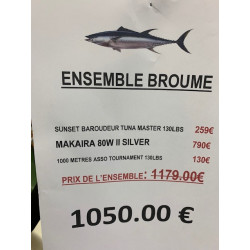 ENSEMBLE BROUME
SUNSET BAROUDEUR TUNA MASTER 130LBS 259€
MAKAIRA 80W II SILVER 790€
1000 METRES ASSO TOURNAMENT 130LBS 130€
PRIX DE L'ENSEMBLE: 1179.00€
1050.00 €